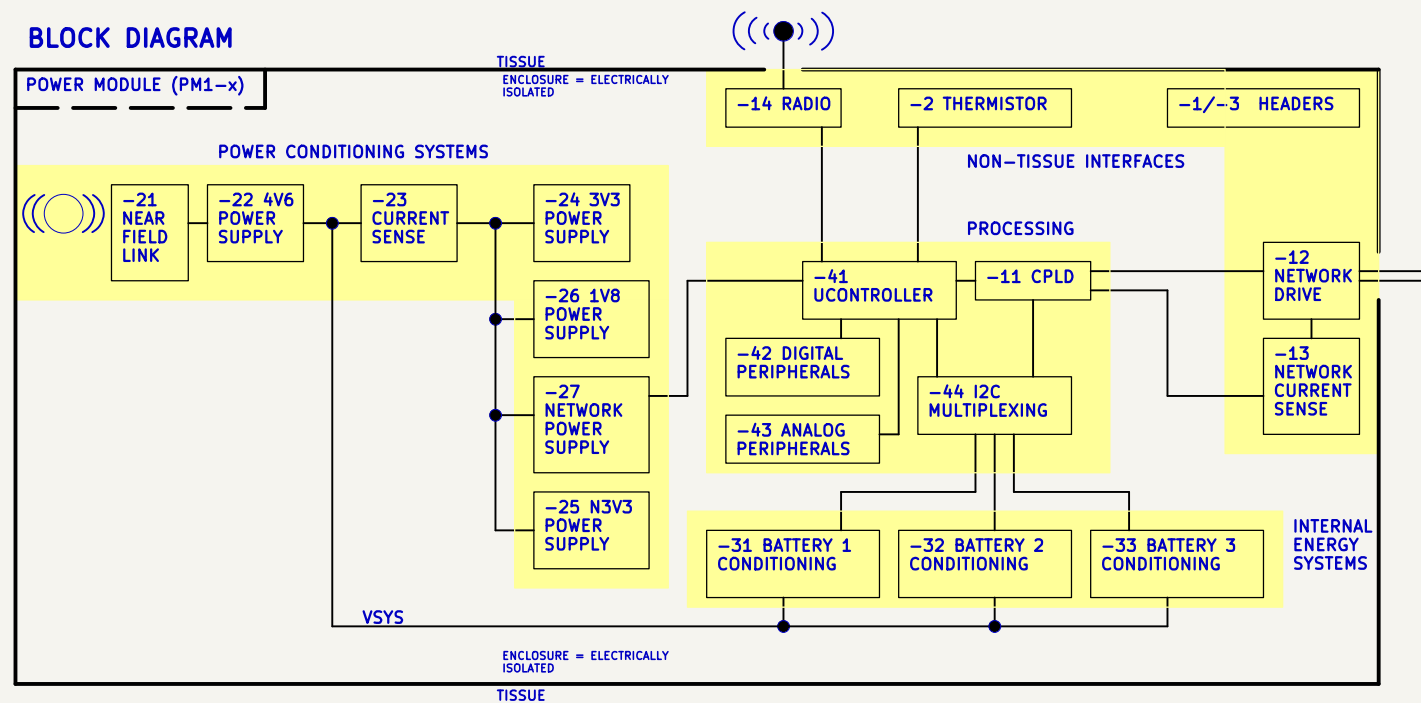 BLOCK DIAGRAM
TISSUE
POWER MODULE (PM1-x)
ENCLOSURE = ELECTRICALLY
ISOLATED
-14 RADIO
-2 THERMISTOR
-1/-3 HEADERS
POWER CONDITIONING SYSTEMS
NON-TISSUE INTERFACES
-21
NEAR
FIELD
LINK
-22 4V6
POWER
SUPPLY
-23
CURRENT
SENSE
-24 3V3
POWER
SUPPLY
PROCESSING
-41
UCONTROLLER
-11 CPLD
-12
NETWORK
DRIVE
-26 1V8
POWER
SUPPLY
-42 DIGITAL
PERIPHERALS
-13
NETWORK
CURRENT
SENSE
-27
NETWORK
POWER
SUPPLY
-44 I2C
MULTIPLEXING
-43 ANALOG
PERIPHERALS
-25 N3V3
POWER
SUPPLY
-31 BATTERY 1
CONDITIONING
-32 BATTERY 2
CONDITIONING
-33 BATTERY 3
CONDITIONING
INTERNAL
ENERGY
SYSTEMS
VSYS
ENCLOSURE = ELECTRICALLY
ISOLATED
TISSUE